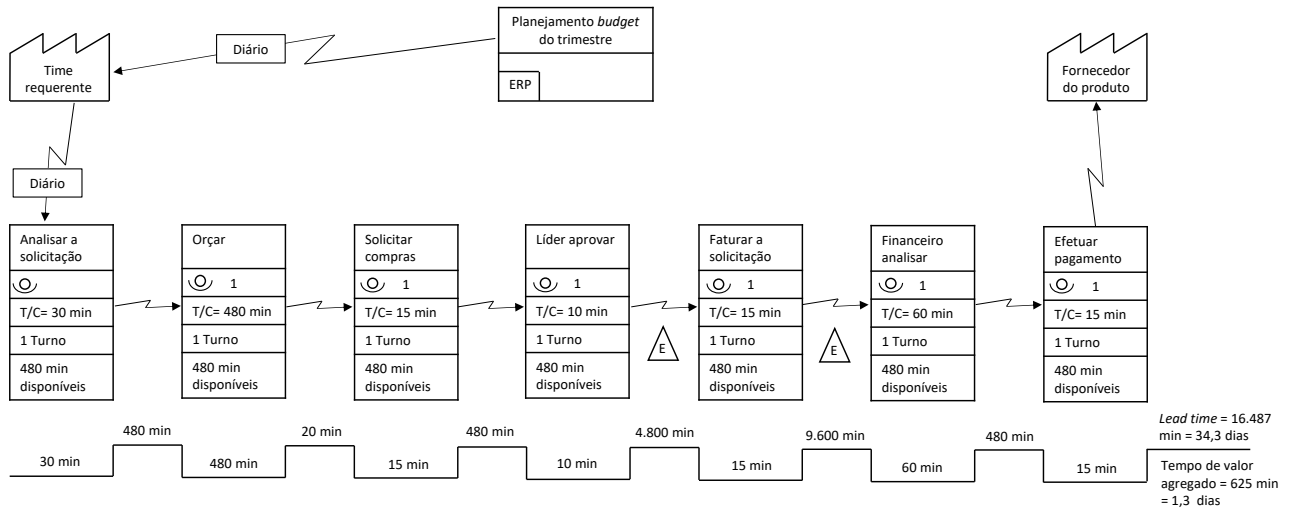 Planejamento budget
do trimestre
ERP
Diário
Time
requerente
Fornecedor
do produto
Diário
Analisar a
solicitação
T/C= 30 min
1 Turno
480 min
disponíveis
Orçar
1
T/C= 480 min
1 Turno
480 min
disponíveis
Solicitar
compras
1
T/C= 15 min
1 Turno
480 min
disponíveis
Líder aprovar
1
T/C= 10 min
1 Turno
480 min
disponíveis
E
Faturar a
solicitação
1
T/C= 15 min
1 Turno
480 min
disponíveis
E
Financeiro
analisar
1
T/C= 60 min
1 Turno
480 min
disponíveis
Efetuar
pagamento
1
T/C= 15 min
1 Turno
480 min
disponíveis
30 min
480 min
480 min
20 min
15 min
480 min
10 min
4.800 min
15 min
9.600 min
60 min
480 min
15 min
Lead time = 16.487
min = 34,3 dias
Tempo de valor
agregado = 625 min
= 1,3 dias